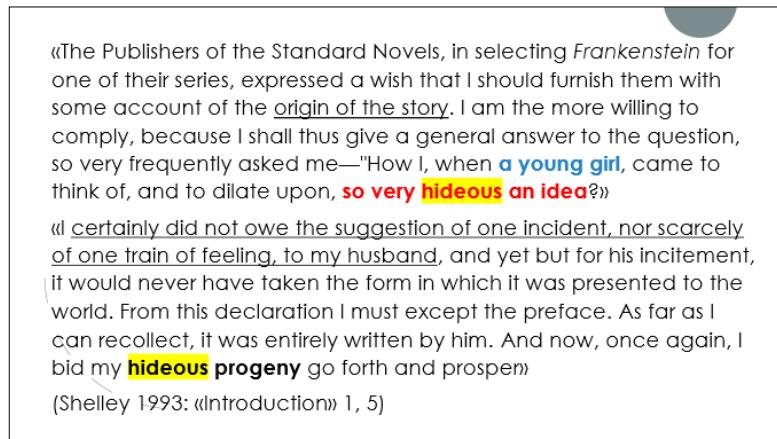 «The Publishers of the Standard Novels, in selecting Frankenstein for
one of their series, expressed a wish that I should furnish them with
some account of the origin of the story. I am the more willing to
comply, because I shall thus give a general answer to the question,
so very frequently asked me—"How I, when a young girl, came to
think of, and to dilate upon, so very hideous an idea?»
«I certainly did not owe the suggestion of one incident, nor scarcely
of one train of feeling, to my husband, and yet but for his incitement,
it would never have taken the form in which it was presented to the
world. From this declaration I must except the preface. As far as I
can recollect, it was entirely written by him. And now, once again, I
bid my hideous progeny go forth and prosper»
(Shelley 1993: «Introduction» 1, 5)